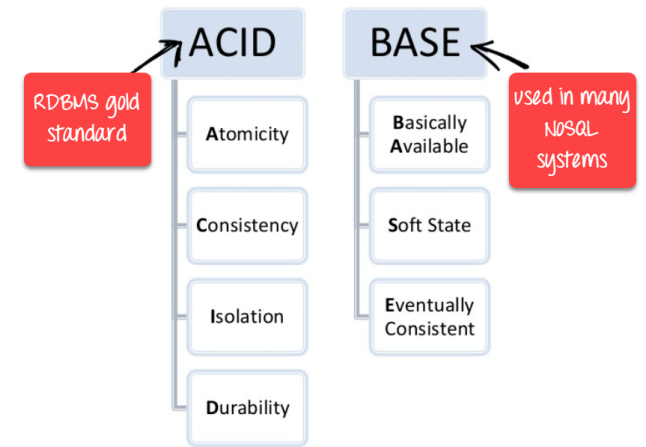 ACID
BASE
RDBMS gold
standard
used in many
NoSQL
systems
Atomicity
Consistency
Isolation
Durability
Basically
Available
Soft State
Eventually
Consistent